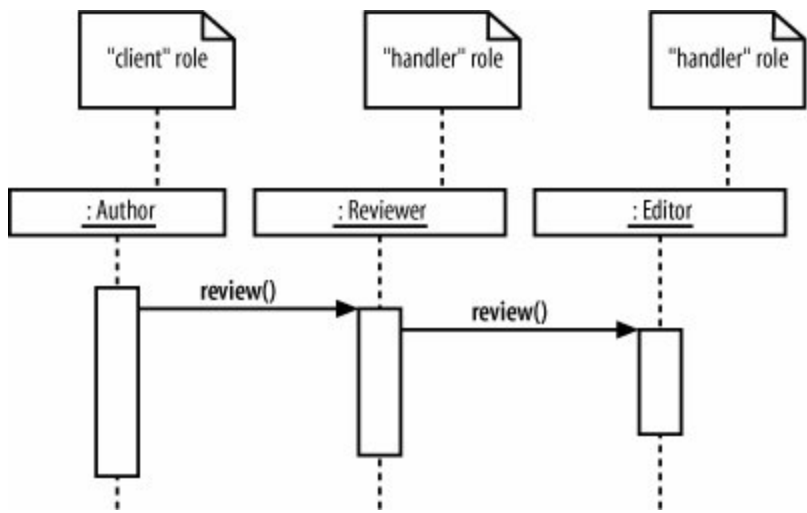 "client" role
"handler" role
"handler" role
: Author
: Reviewer
: Editor
review()
review()